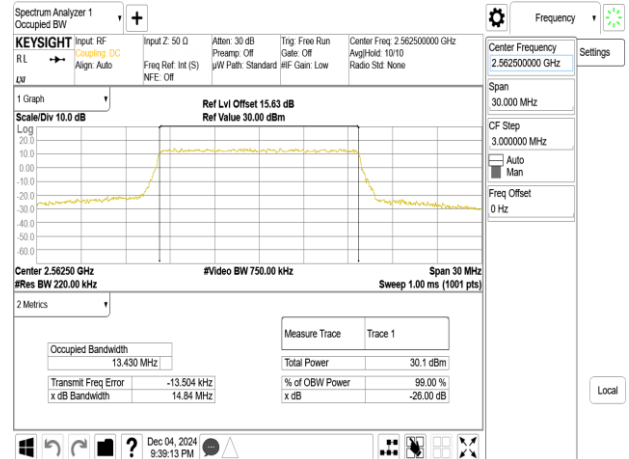 Spectrum Analyzer 1
Occupied BW
Frequency
KEYSIGHT
RL
Input: RF
Coupling: DC
Align: Auto
Input Z: 50 Ω
Freq Ref: Int (S)
NFE: Off
Atten: 30 dB
Preamp: Off
µW Path: Standard
Trig: Free Run
Gate: Off
#IF Gain: Low
Center Freq: 2.562500000 GHz
Avg|Hold: 10/10
Radio Std: None
LXI
Center Frequency
2.562500000 GHz
Settings
Span
30.000 MHz
CF Step
3.000000 MHz
Auto
Man
Freq Offset
0 Hz
Local
1 Graph
Scale/Div 10.0 dB
Ref Lvl Offset 15.63 dB
Ref Value 30.00 dBm
Log
20.0
10.0
0.00
-10.0
-20.0
-30.0
-40.0
-50.0
-60.0
Center 2.56250 GHz
#Video BW 750.00 kHz
Span 30 MHz
#Res BW 220.00 kHz
Sweep 1.00 ms (1001 pts)
2 Metrics
Measure Trace Trace 1
Occupied Bandwidth
13.430 MHz
Total Power 30.1 dBm
Transmit Freq Error -13.504 kHz
% of OBW Power 99.00 %
x dB Bandwidth 14.84 MHz
x dB -26.00 dB
?
Dec 04, 2024
9:39:13 PM